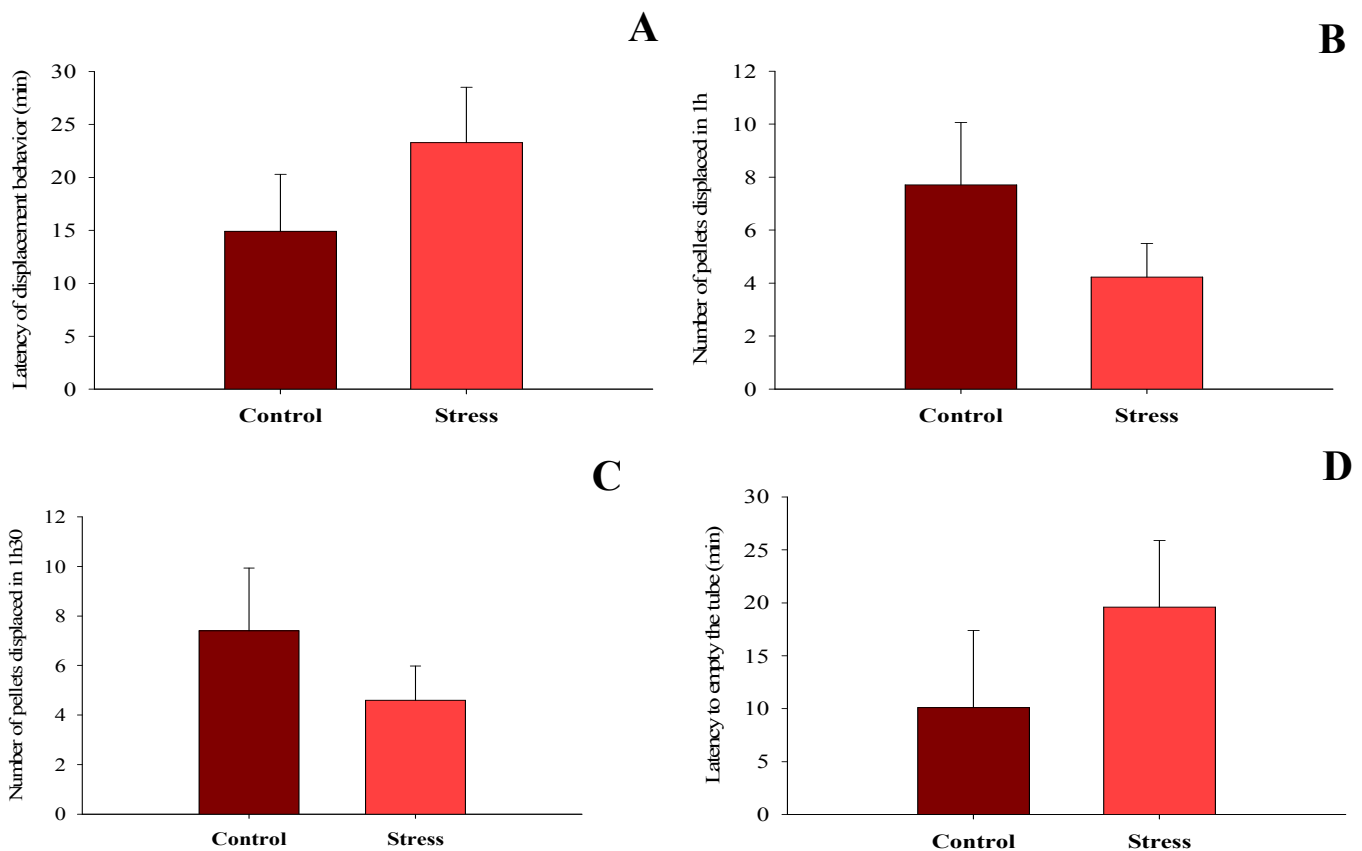 A
Latency of displacement behavior (min)
30
25
20
15
10
5
0
Control Stress
B
Number of pellets displaced in 1h
12
10
8
6
4
2
0
Control Stress
C
Number of pellets displaced in 1h30
12
10
8
6
4
2
0
Control Stress
D
Latency to empty the tube (min)
30
25
20
15
10
5
0
Control Stress